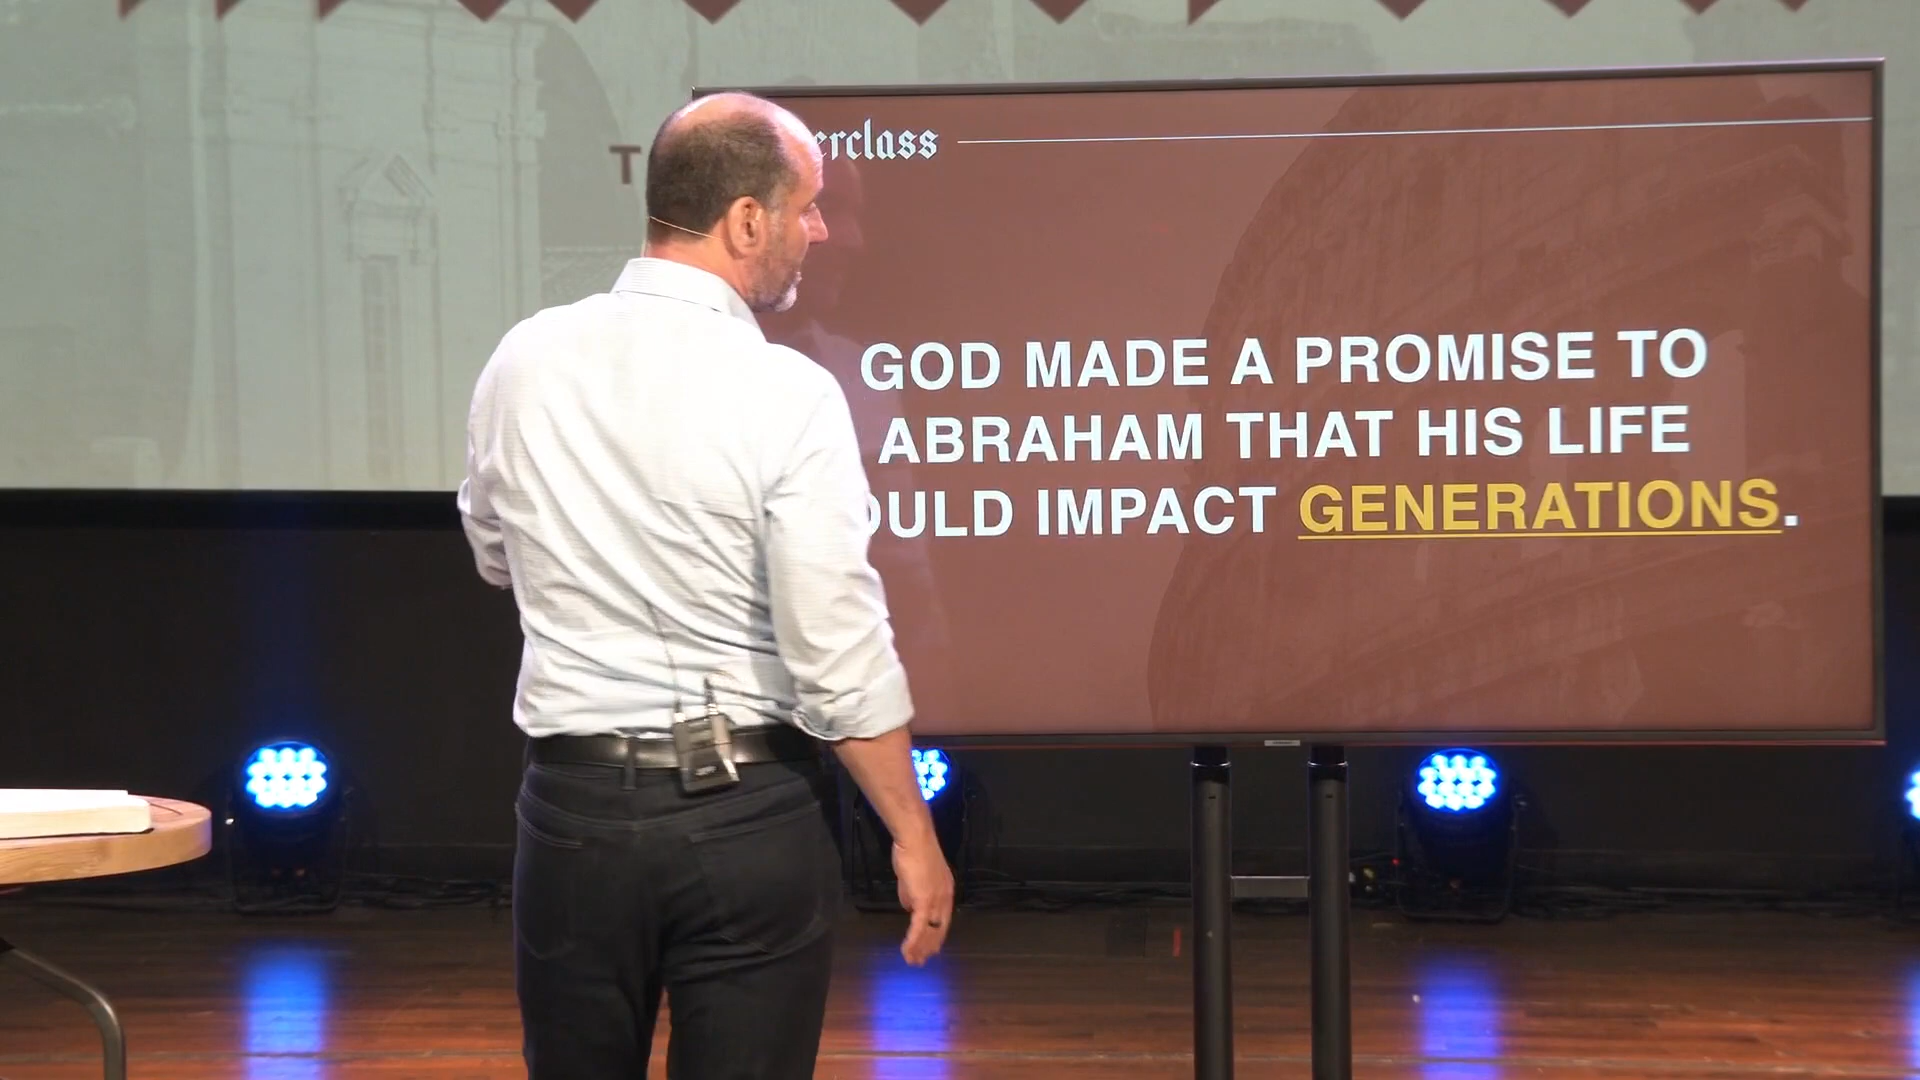 erclass
T
GOD MADE A PROMISE TO
ABRAHAM THAT HIS LIFE
OULD IMPACT GENERATIONS.